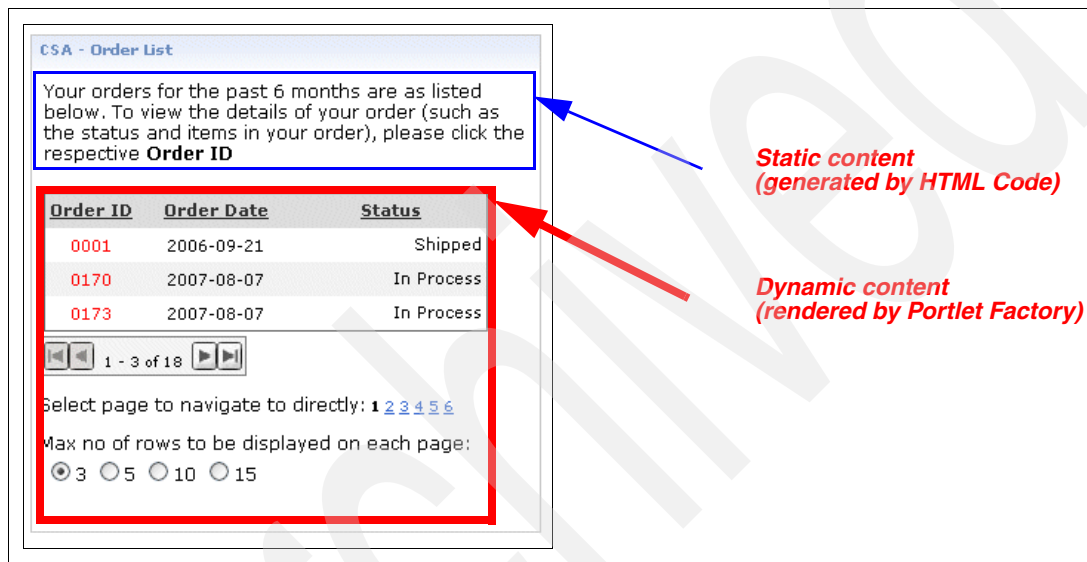 CSA - Order List
Your orders for the past 6 months are as listed
below. To view the details of your order (such as
the status and items in your order), please click the
respective Order ID
Static content
(generated by HTML Code)
Order ID Order Date Status
0001 2006-09-21 Shipped
0170 2007-08-07 In Process
0173 2007-08-07 In Process
Dynamic content
(rendered by Portlet Factory)
1 - 3 of 18
Select page to navigate to directly: 1 2 3 4 5 6
Max no of rows to be displayed on each page:
3 5 10 15